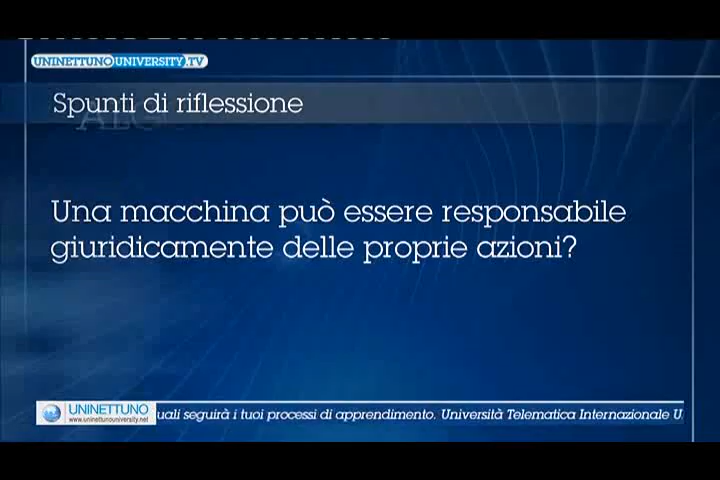 UNINETTUNOUNIVERSITY.TV
Spunti di riflessione
Una macchina può essere responsabile
giuridicamente delle proprie azioni?
UNINETTUNO
www.uninettunouniversity.net
uali seguirà i tuoi processi di apprendimento. Università Telematica Internazionale U